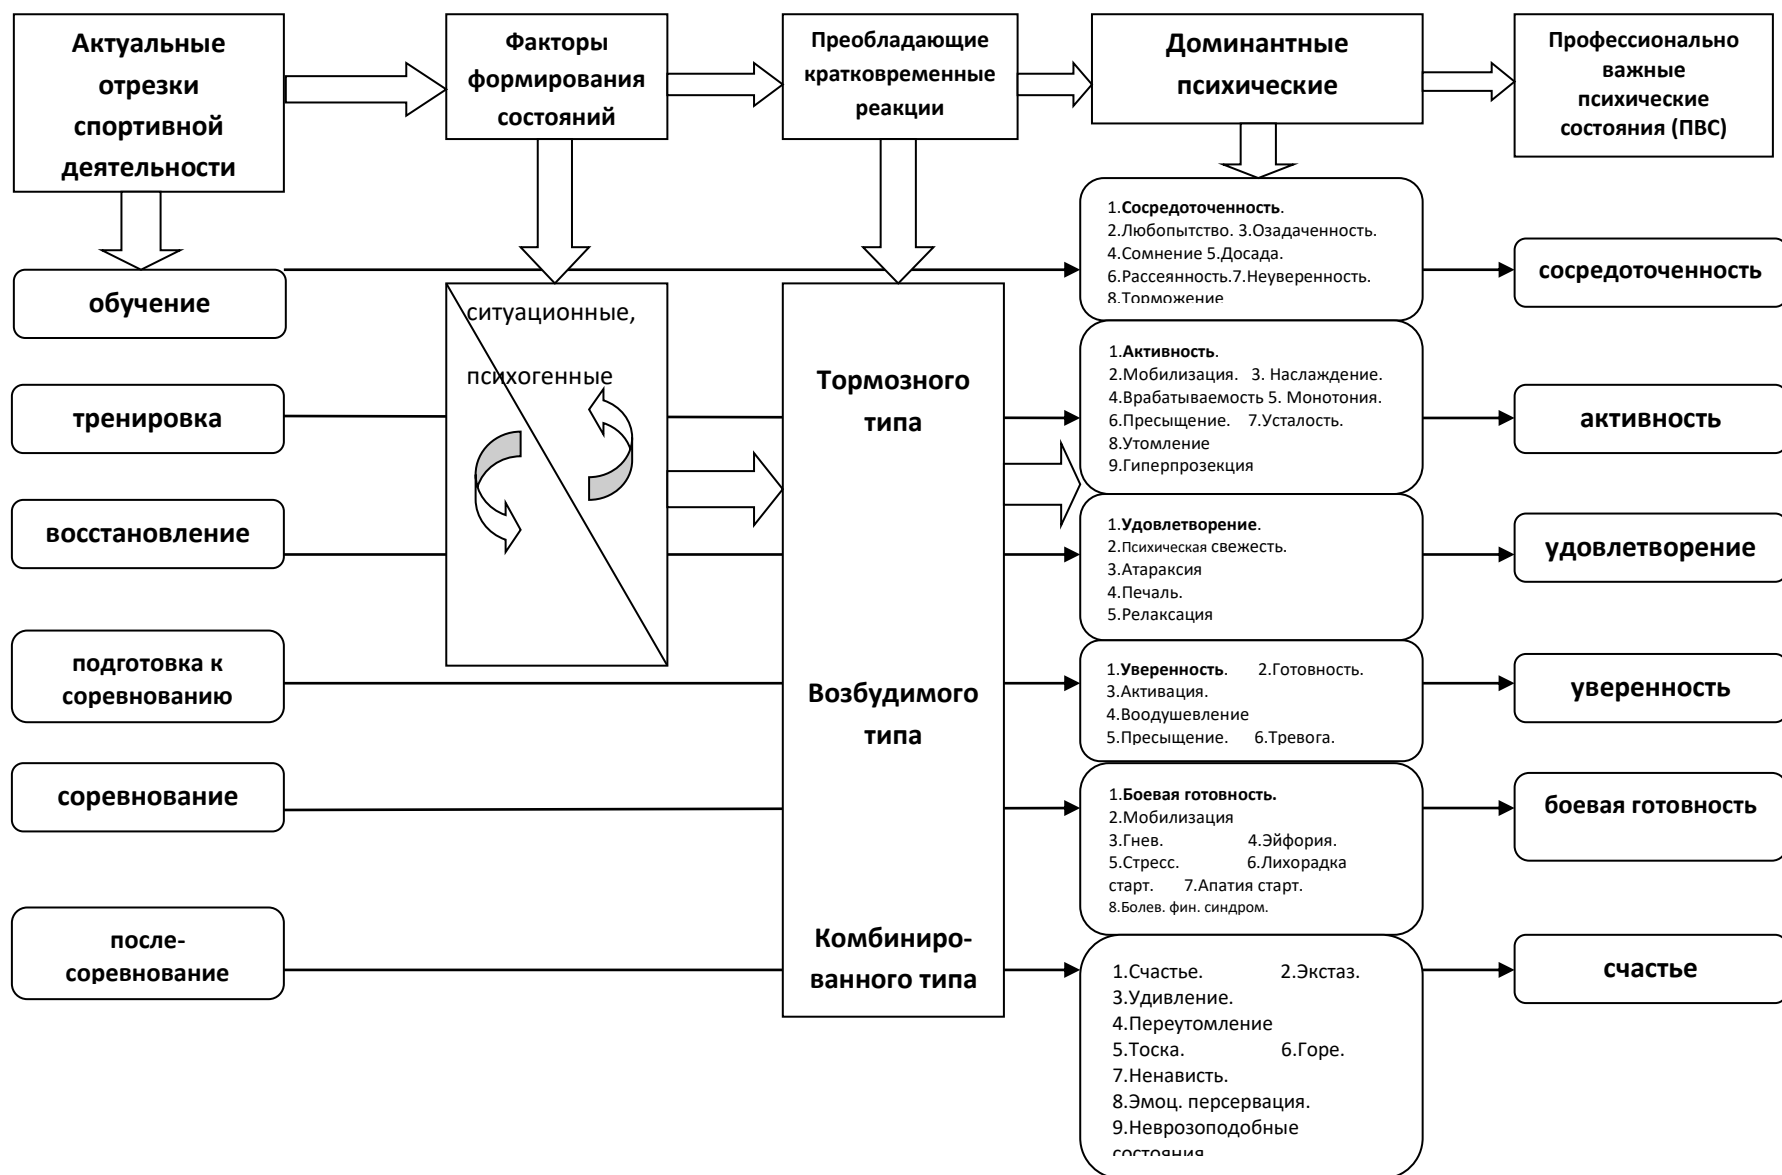 Актуальные
отрезки
спортивной
деятельности
Факторы
формирования
состояний
Преобладающие
кратковременные
реакции
Доминантные
психические
Профессионально
важные
психические
состояния (ПВС)
обучение
тренировка
восстановление
подготовка к
соревнованию
соревнование
после-
соревнование
ситуационные,
психогенные
Тормозного
типа
Возбудимого
типа
Комбиниро-
ванного типа
1.Сосредоточенность.
2.Любопытство. 3.Озадаченность.
4.Сомнение 5.Досада.
6.Рассеянность.7.Неуверенность.
8.Торможение
1.Активность.
2.Мобилизация. 3. Наслаждение.
4.Врабатываемость 5. Монотония.
6.Пресыщение. 7.Усталость.
8.Утомление
9.Гиперпрозекция
1.Удовлетворение.
2.Психическая свежесть.
3.Атараксия
4.Печаль.
5.Релаксация
1.Уверенность. 2.Готовность.
3.Активация.
4.Воодушевление
5.Пресыщение. 6.Тревога.
1.Боевая готовность.
2.Мобилизация
3.Гнев. 4.Эйфория.
5.Стресс. 6.Лихорадка
старт. 7.Апатия старт.
8.Болев. фин. синдром.
1.Счастье. 2.Экстаз.
3.Удивление.
4.Переутомление
5.Тоска. 6.Горе.
7.Ненависть.
8.Эмоц. персервация.
9.Неврозоподобные
состояния
сосредоточенность
активность
удовлетворение
уверенность
боевая готовность
счастье